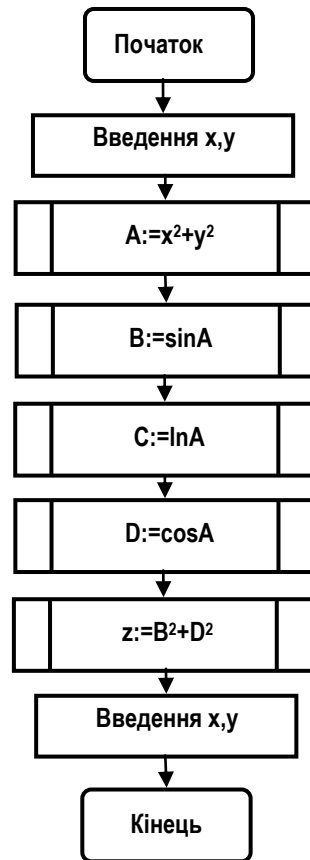 Початок
Введення x,y
A:=x²+y²
B:=sinA
C:=lnA
D:=cosA
z:=B²+D²
Введення x,y
Кінець